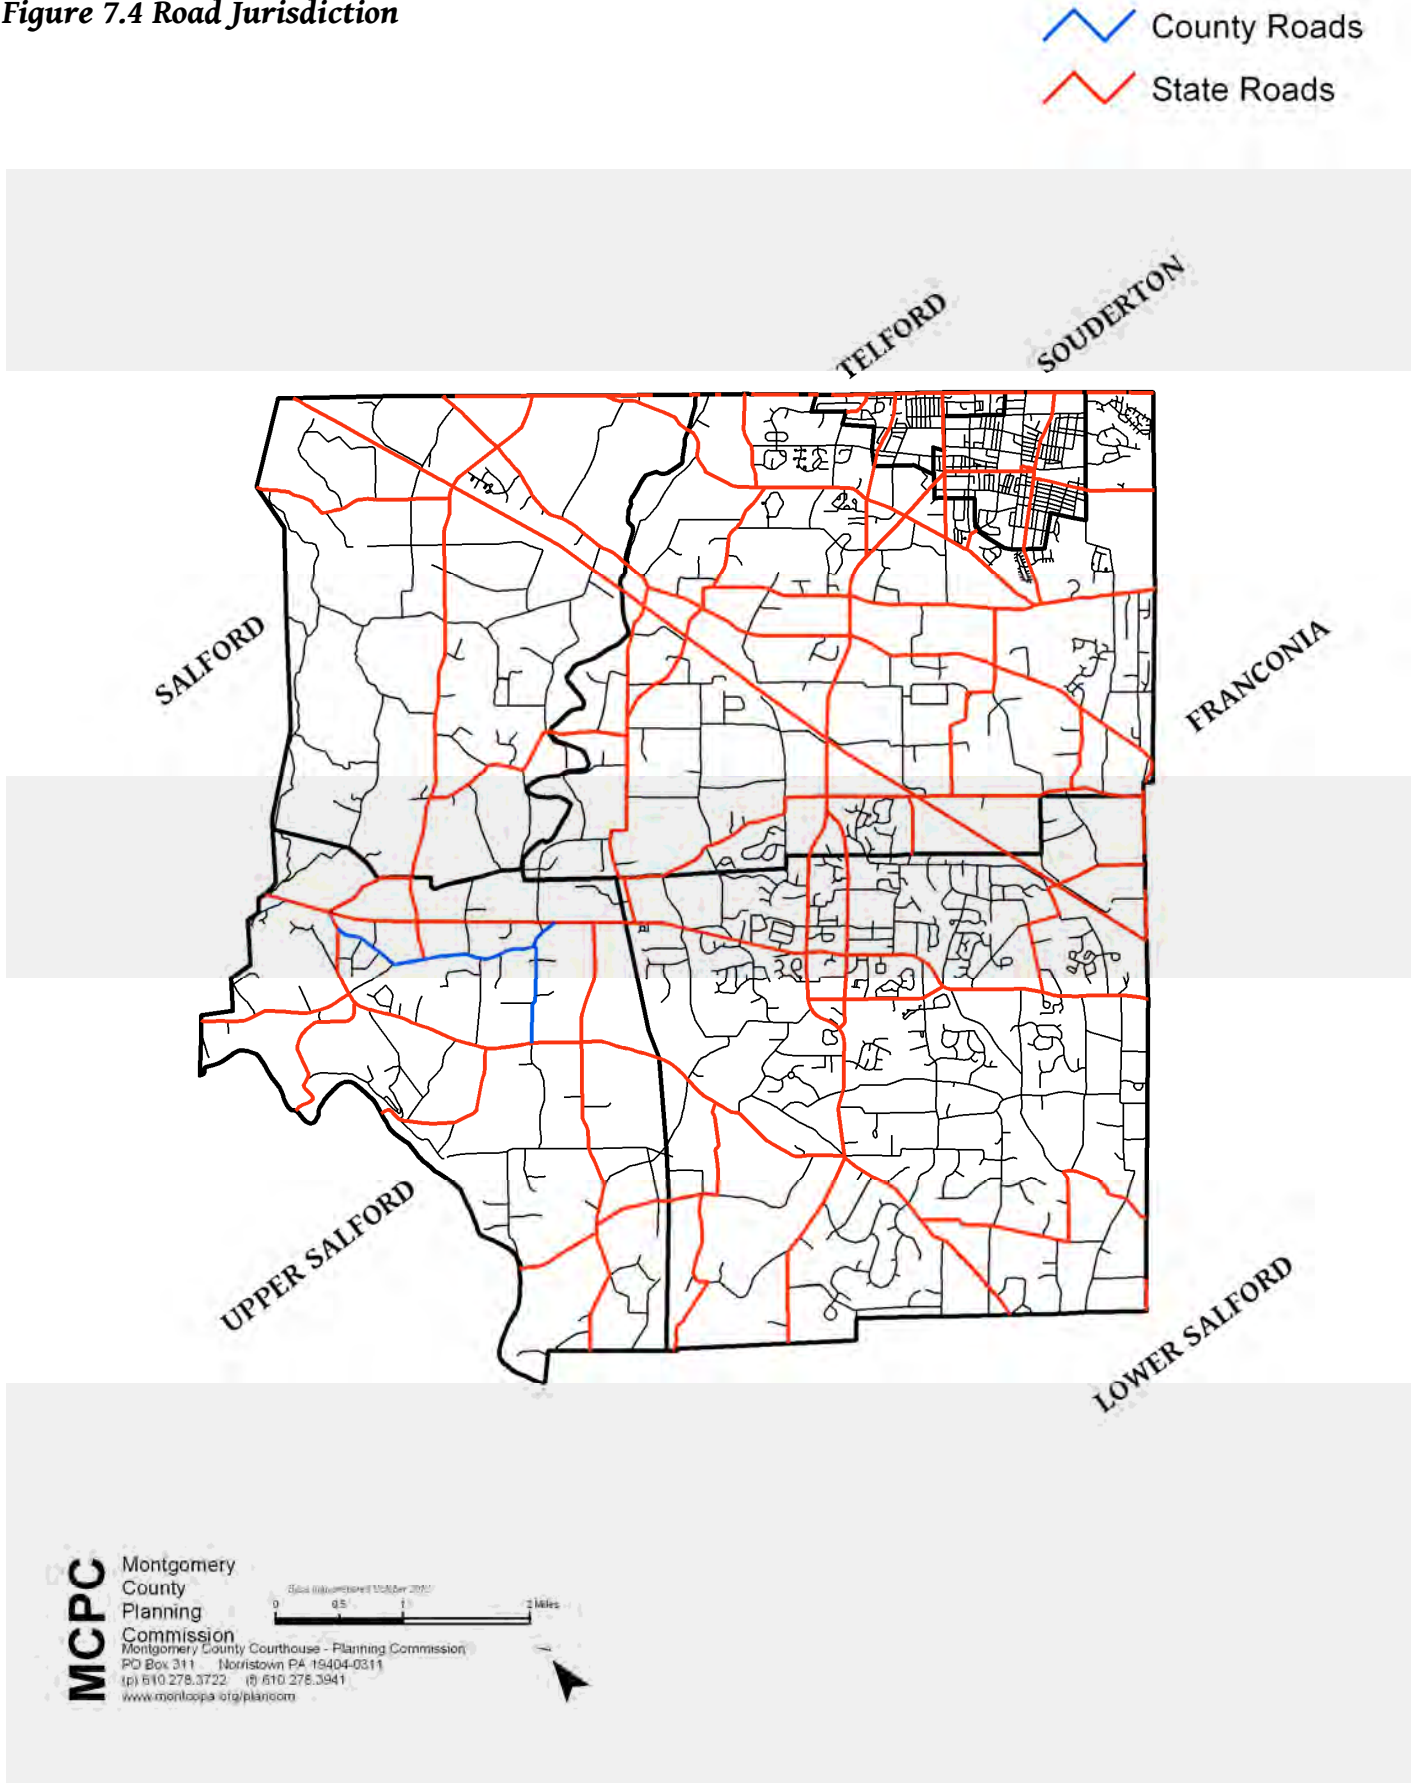 Figure 7.4 Road Jurisdiction
County Roads
State Roads
TELFORD
SOUDERTON
SALFORD
FRANCONIA
UPPER SALFORD
LOWER SALFORD
MCPC
Montgomery
County
Planning
Commission
0 0.5 1 2 Miles
Montgomery County Courthouse - Planning Commission
PO Box 311 Norristown PA 19404-0311
(p) 610.278.3722 (f) 610.278.3941
www.montcopa.org/plancom